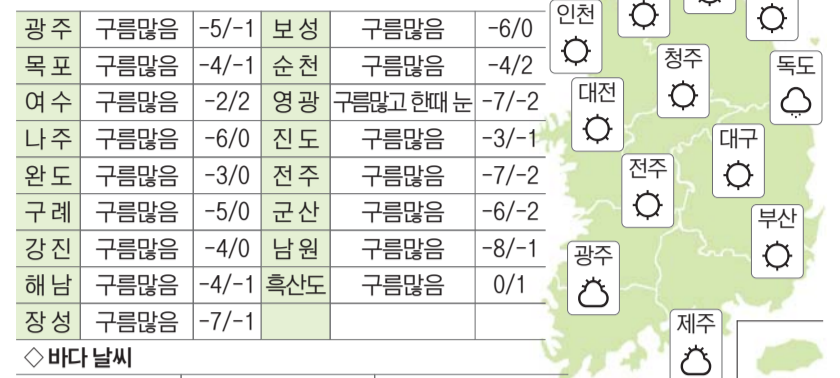 광주 구름많음 -5/-1 보성 구름많음 -6/0
목포 구름많음 -4/-1 순천 구름많음 -4/2
여수 구름많음 -2/2 영광 구름많고 한때 눈 -7/-2
나주 구름많음 -6/0 진도 구름많음 -3/-1
완도 구름많음 -3/0 전주 구름많음 -7/-2
구례 구름많음 -5/0 군산 구름많음 -6/-2
강진 구름많음 -4/0 남원 구름많음 -8/-1
해남 구름많음 -4/-1 흑산도 구름많음 0/1
장성 구름많음 -7/-1
◇바다 날씨
인천
청주
독도
대전
대구
전주
부산
광주
제주